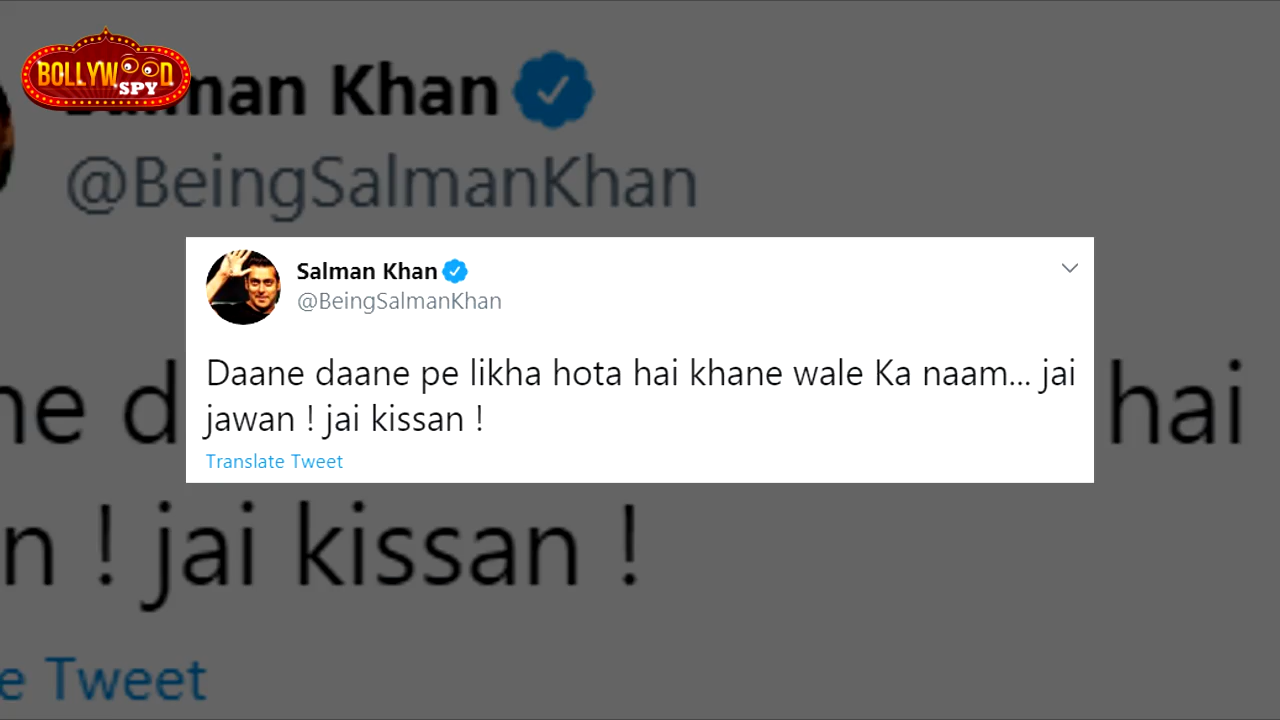 BOLLYWOOD
SPY
Salman Khan
@BeingSalmanKhan
Salman Khan
@BeingSalmanKhan
Daane daane pe likha hota hai khane wale Ka naam... jai
jawan ! jai kissan !
Translate Tweet
hai
! jai kissan !
Tweet